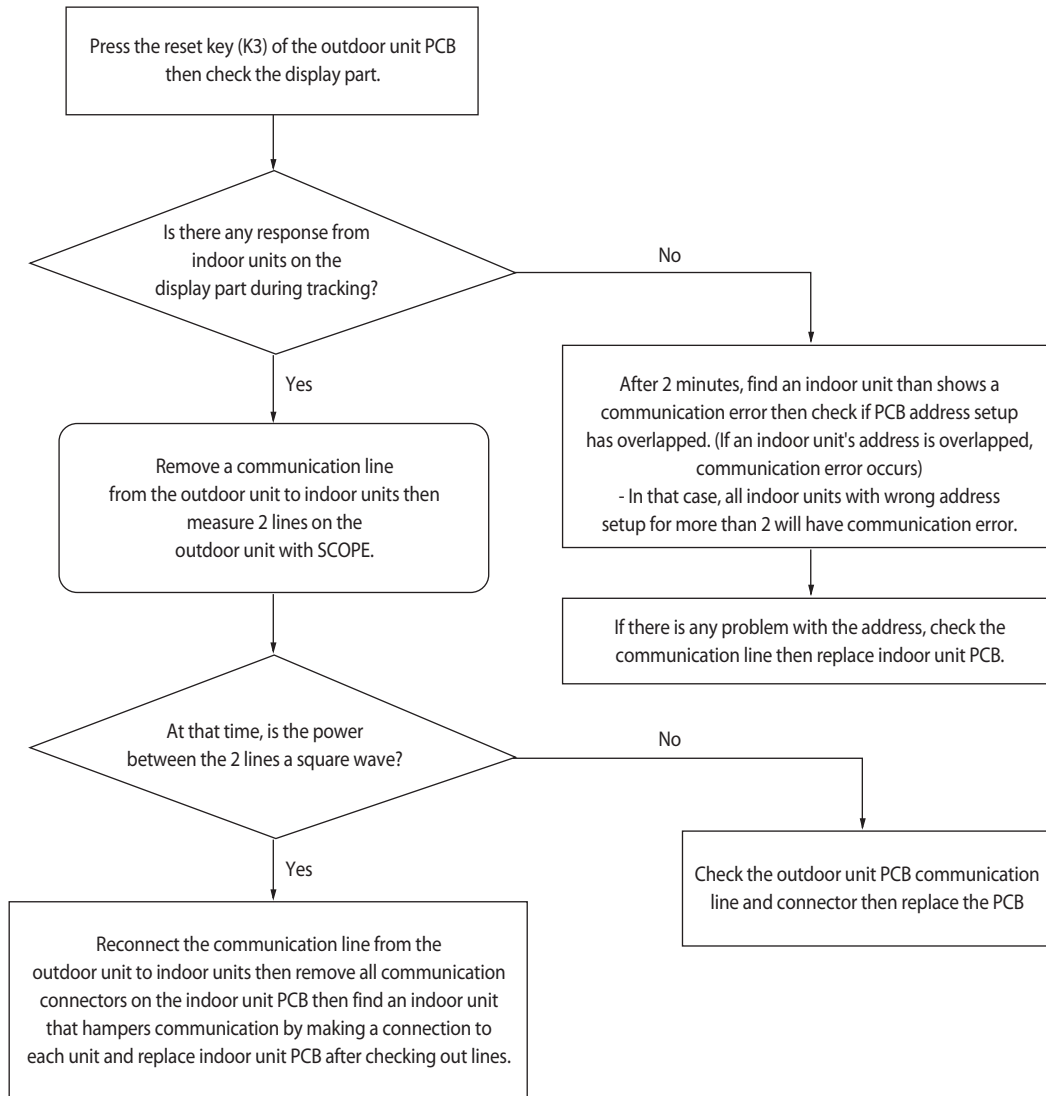 Press the reset key (K3) of the outdoor unit PCB
then check the display part.
Is there any response from
indoor units on the
display part during tracking?
No
Yes
After 2 minutes, find an indoor unit than shows a
communication error then check if PCB address setup
has overlapped. (If an indoor unit's address is overlapped,
communication error occurs)
- In that case, all indoor units with wrong address
setup for more than 2 will have communication error.
Remove a communication line
from the outdoor unit to indoor units then
measure 2 lines on the
outdoor unit with SCOPE.
If there is any problem with the address, check the
communication line then replace indoor unit PCB.
At that time, is the power
between the 2 lines a square wave?
No
Yes
Check the outdoor unit PCB communication
line and connector then replace the PCB
Reconnect the communication line from the
outdoor unit to indoor units then remove all communication
connectors on the indoor unit PCB then find an indoor unit
that hampers communication by making a connection to
each unit and replace indoor unit PCB after checking out lines.